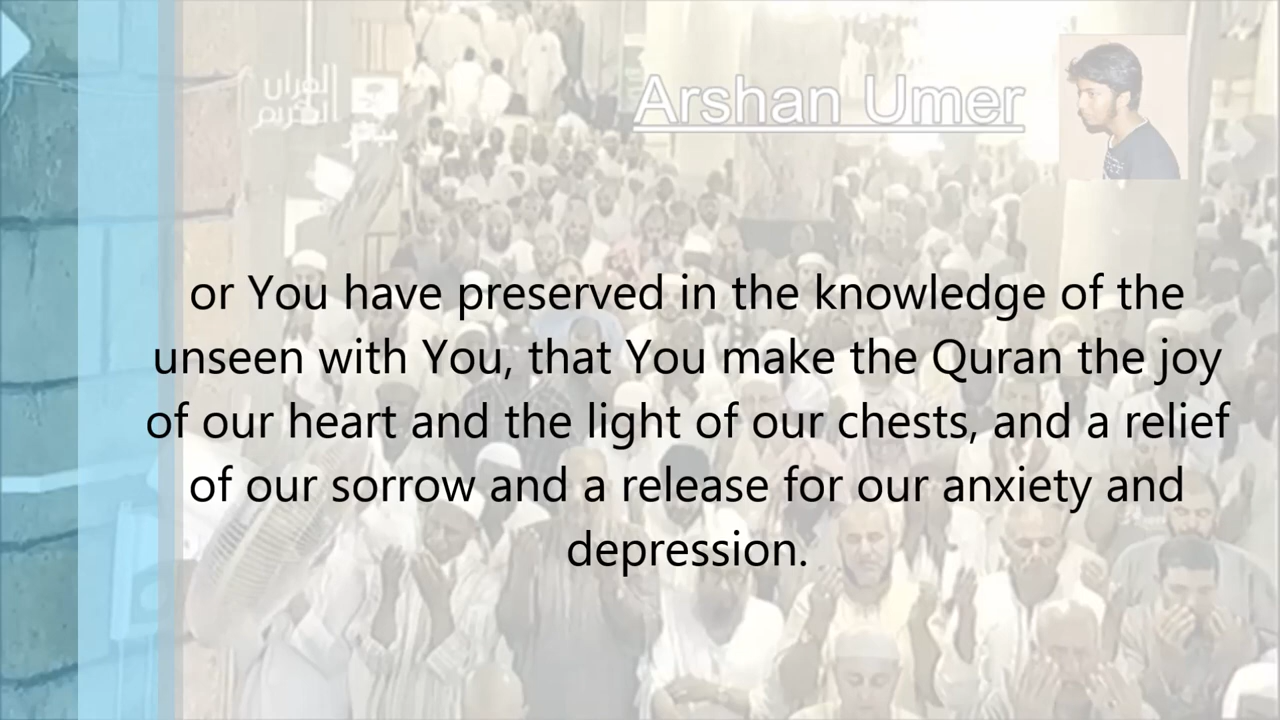 القرآن
الكريم
Arshan Umer
or You have preserved in the knowledge of the
unseen with You, that You make the Quran the joy
of our heart and the light of our chests, and a relief
of our sorrow and a release for our anxiety and
depression.